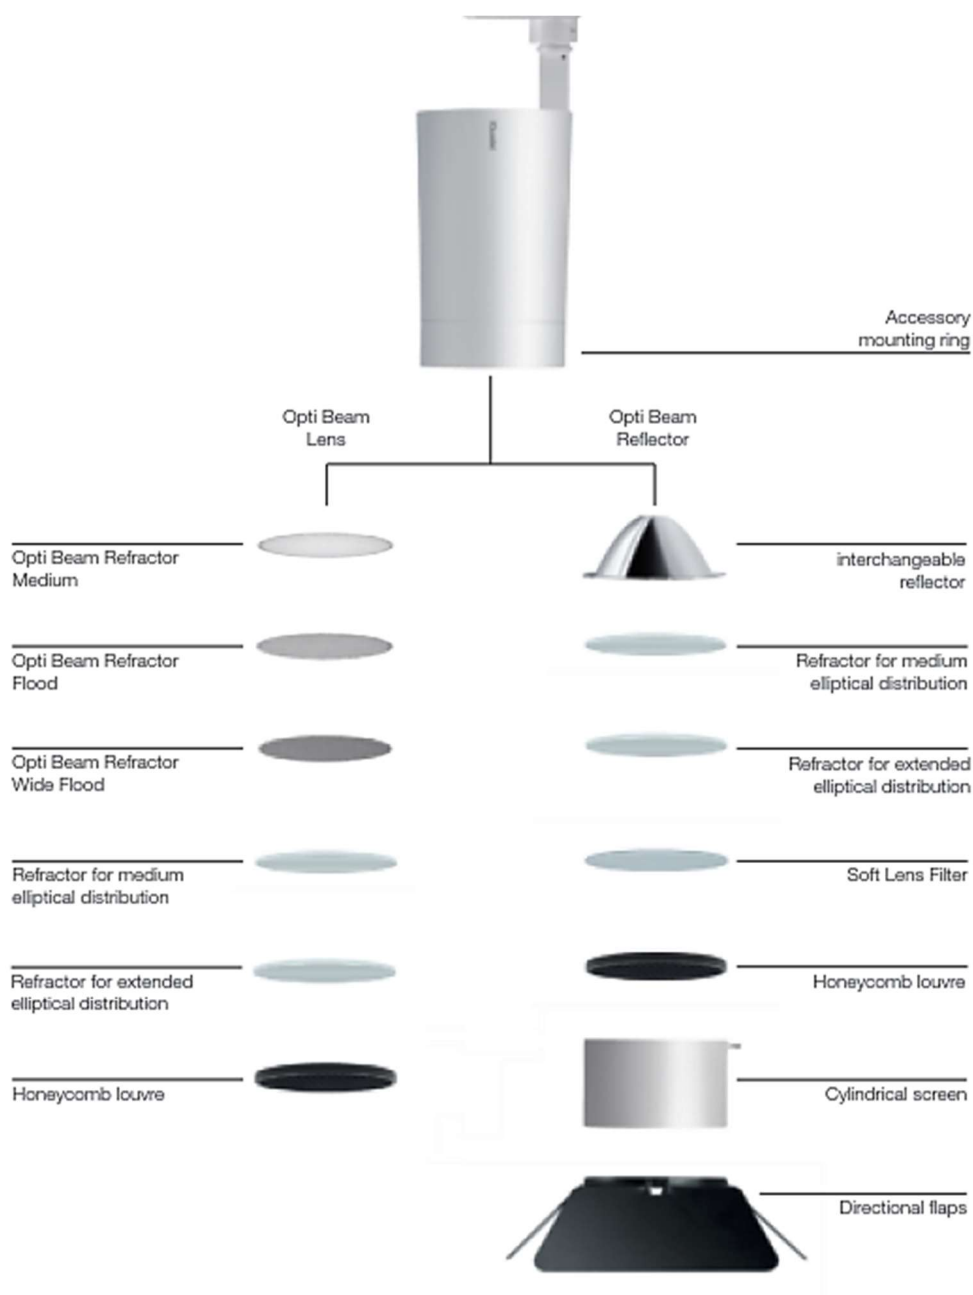 Accessory
mounting ring
Opti Beam
Lens
Opti Beam
Reflector
Opti Beam Refractor
Medium
interchangeable
reflector
Opti Beam Refractor
Flood
Refractor for medium
elliptical distribution
Opti Beam Refractor
Wide Flood
Refractor for extended
elliptical distribution
Refractor for medium
elliptical distribution
Soft Lens Filter
Refractor for extended
elliptical distribution
Honeycomb louvre
Honeycomb louvre
Cylindrical screen
Directional flaps